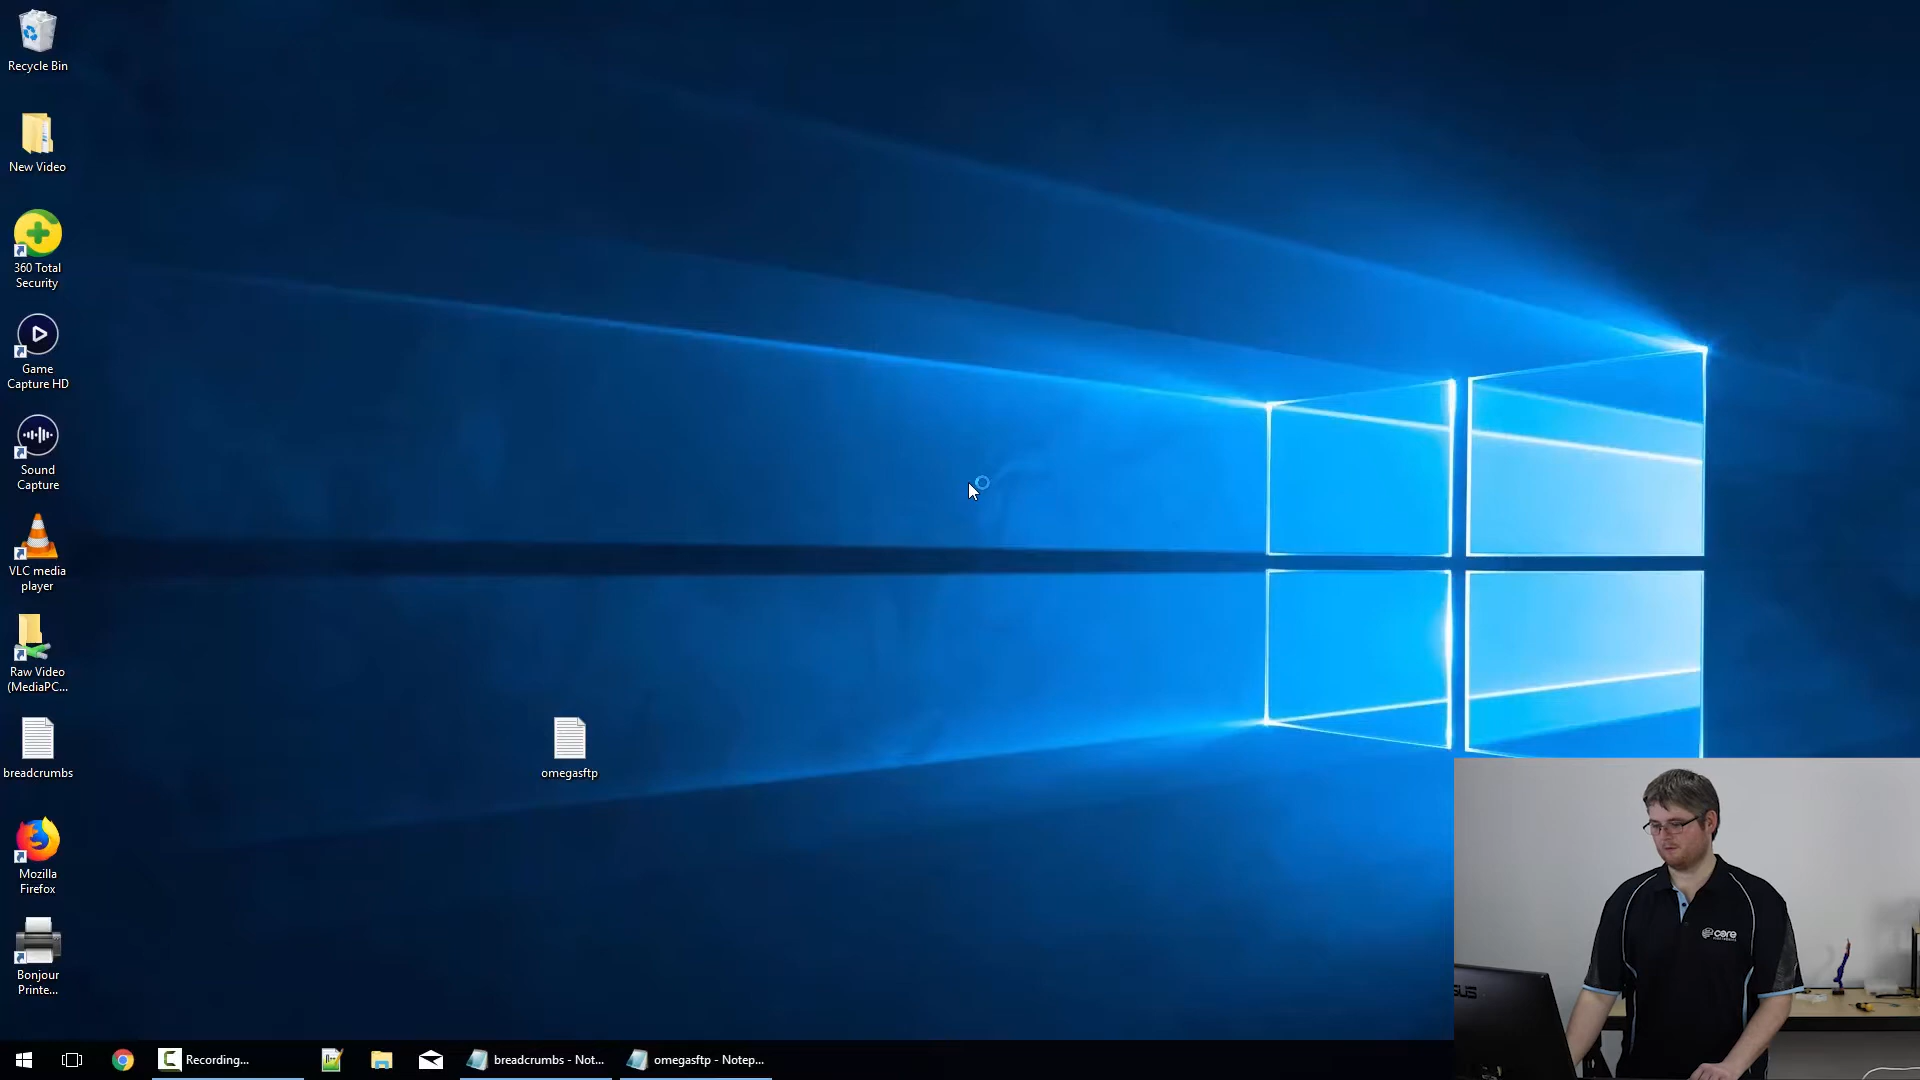 Recycle Bin
New Video
360 Total
Security
Game
Capture HD
Sound
Capture
VLC media
player
Raw Video
(MediaPC...
breadcrumbs
omegasftp
Mozilla
Firefox
Bonjour
Printe...
core
Recording...
breadcrumbs - Not...
omegasftp - Notep...